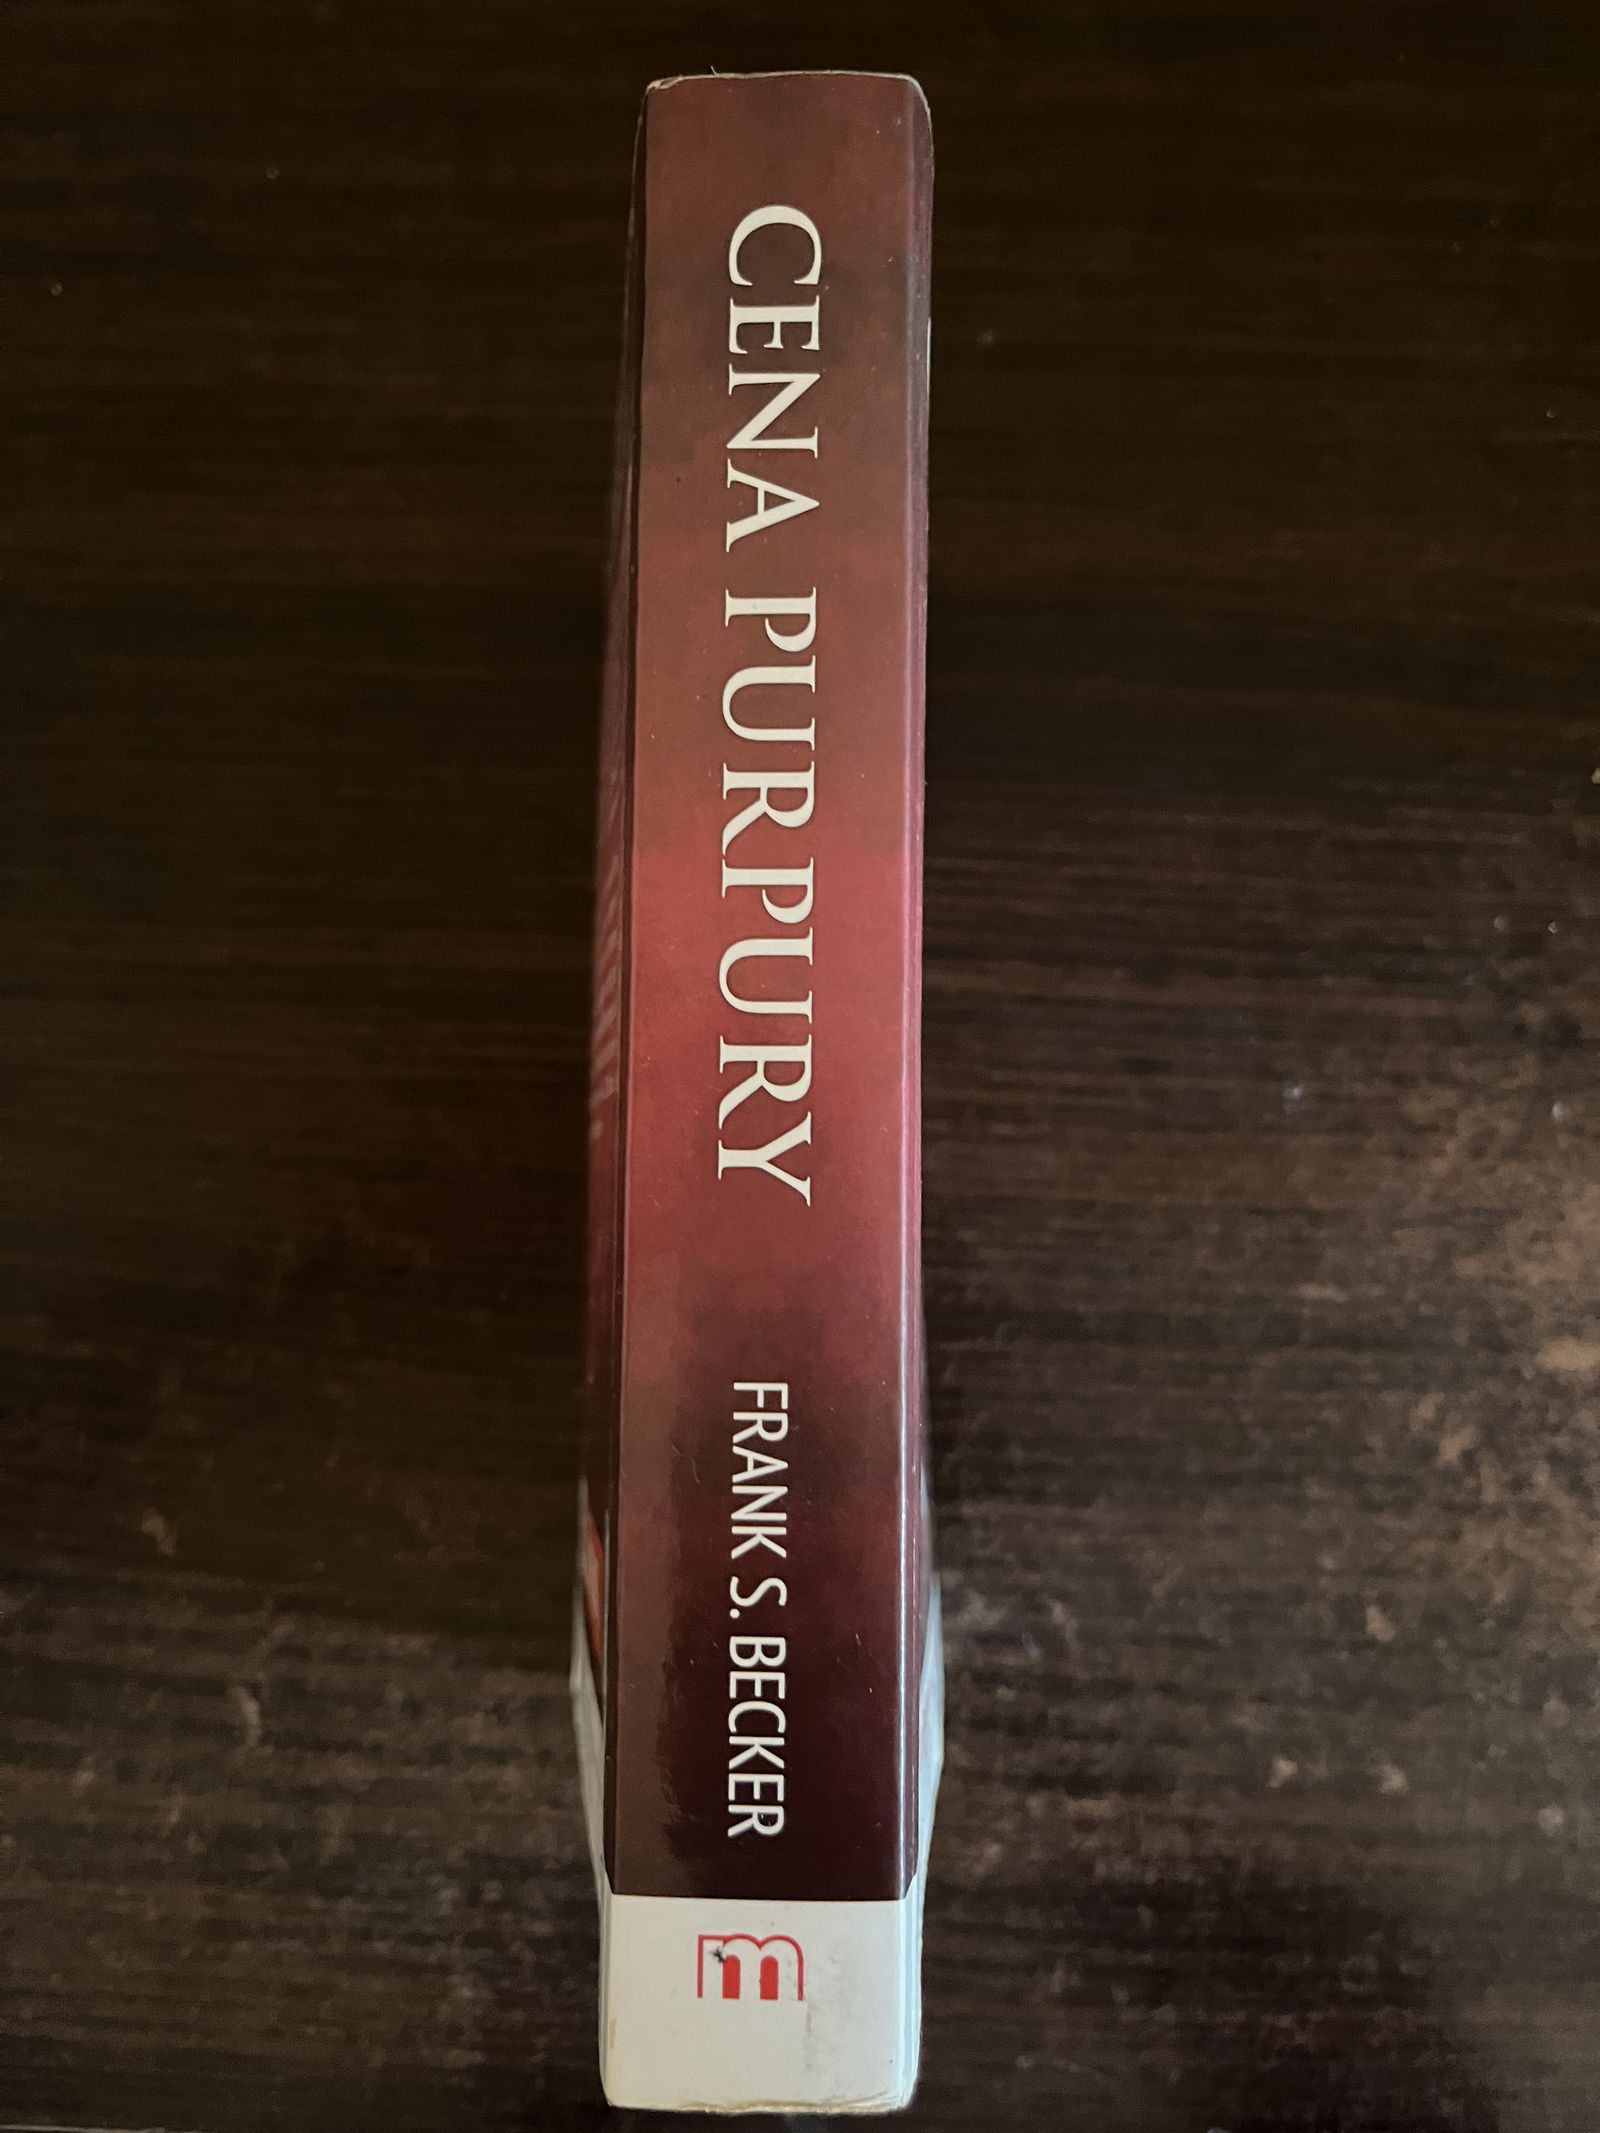 CENA PURPURY
FRANK S. BECKER
m